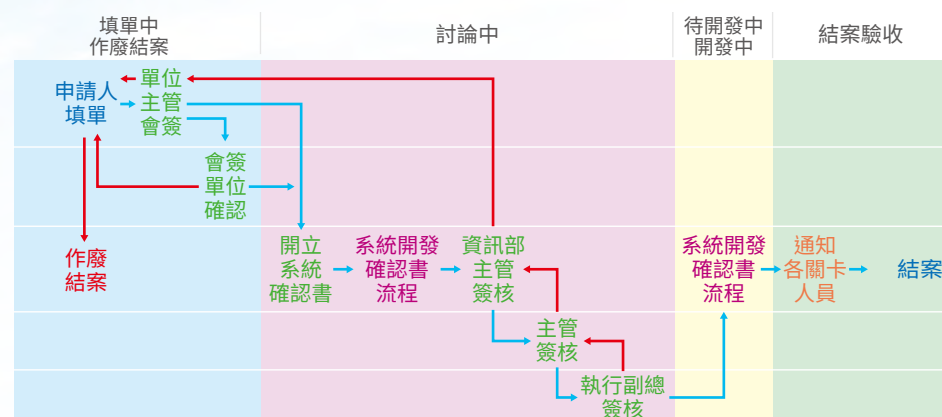 填單中
作廢結案
討論中
待開發中
開發中
結案驗收
申請人
填單
單位
主管
會簽
會簽
單位
確認
作廢
結案
開立
系統
確認書
系統開發
確認書
流程
資訊部
主管
簽核
主管
簽核
執行副總
簽核
系統開發
確認書
流程
通知
各關卡
人員
結案